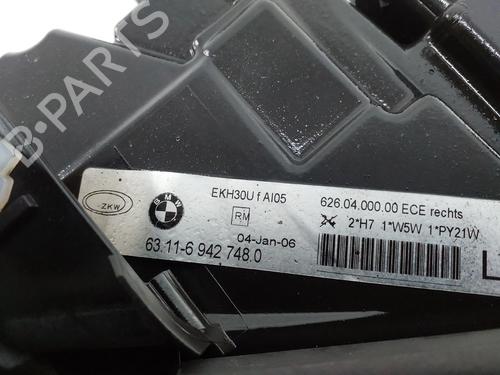 B-PARTS
ZKW
BMW
EKH30U f AI05
RM
04-Jan-06
63.11-6 942 748.0
626.04.000.00 ECE rechts
2*H7 1*W5W 1*PY21W
L